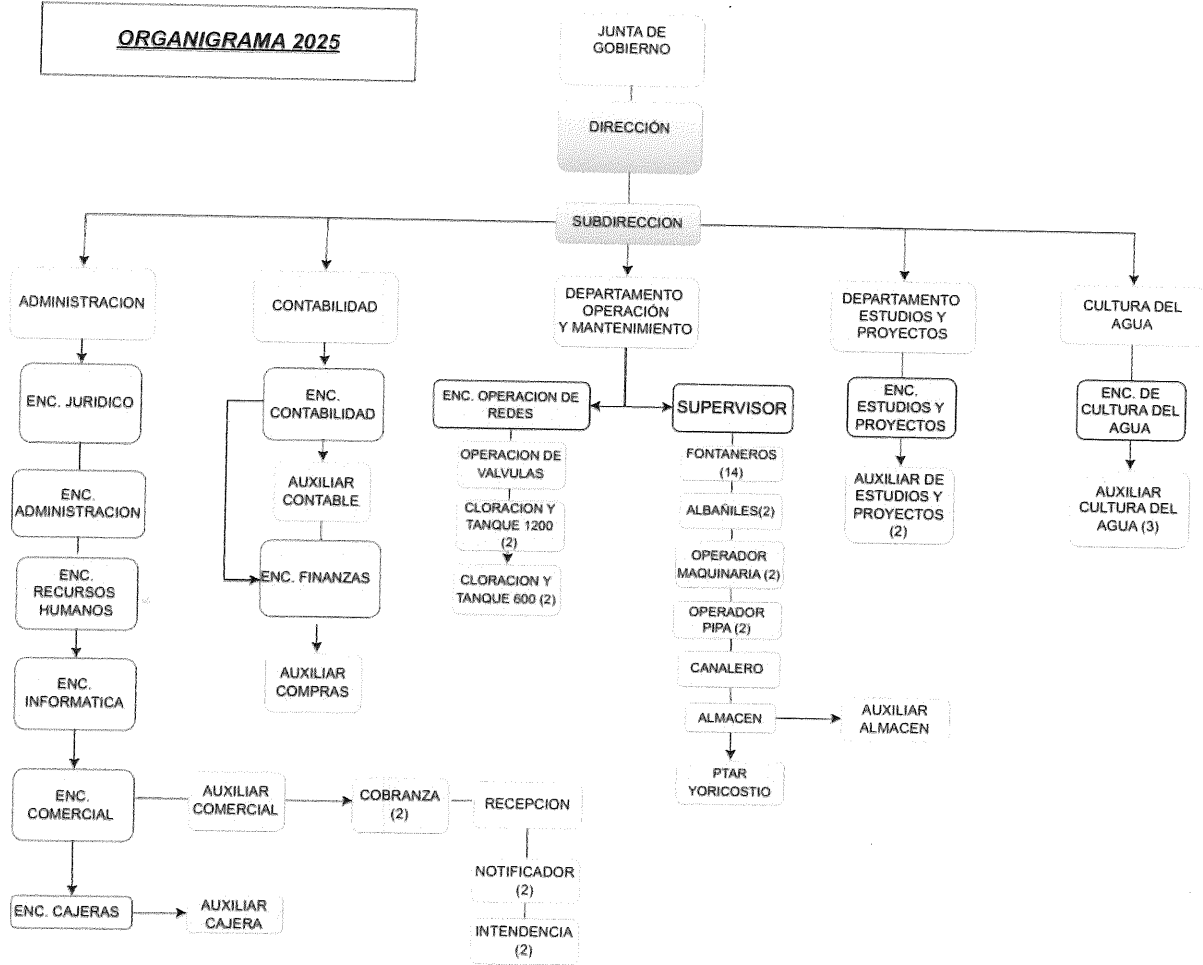 ORGANIGRAMA 2025
JUNTA DE
GOBIERNO
DIRECCIÓN
SUBDIRECCION
ADMINISTRACION
CONTABILIDAD
DEPARTAMENTO
OPERACIÓN
Y MANTENIMIENTO
DEPARTAMENTO
ESTUDIOS Y
PROYECTOS
CULTURA DEL
AGUA
ENC. JURIDICO
ENC.
ADMINISTRACION
ENC.
RECURSOS
HUMANOS
ENC.
INFORMATICA
ENC.
COMERCIAL
AUXILIAR
COMERCIAL
COBRANZA
(2)
RECEPCION
NOTIFICADOR
(2)
INTENDENCIA
(2)
ENC. CAJERAS
AUXILIAR
CAJERA
ENC.
CONTABILIDAD
AUXILIAR
CONTABLE
ENC. FINANZAS
AUXILIAR
COMPRAS
ENC. OPERACION DE
REDES
OPERACION DE
VALVULAS
CLORACION Y
TANQUE 1200
(2)
CLORACION Y
TANQUE 600 (2)
SUPERVISOR
FONTANEROS
(14)
ALBAÑILES(2)
OPERADOR
MAQUINARIA (2)
OPERADOR
PIPA (2)
CANALERO
ALMACEN
AUXILIAR
ALMACEN
PTAR
YORICOSTIO
ENC.
ESTUDIOS Y
PROYECTOS
AUXILIAR DE
ESTUDIOS Y
PROYECTOS
(2)
ENC. DE
CULTURA DEL
AGUA
AUXILIAR
CULTURA DEL
AGUA (3)